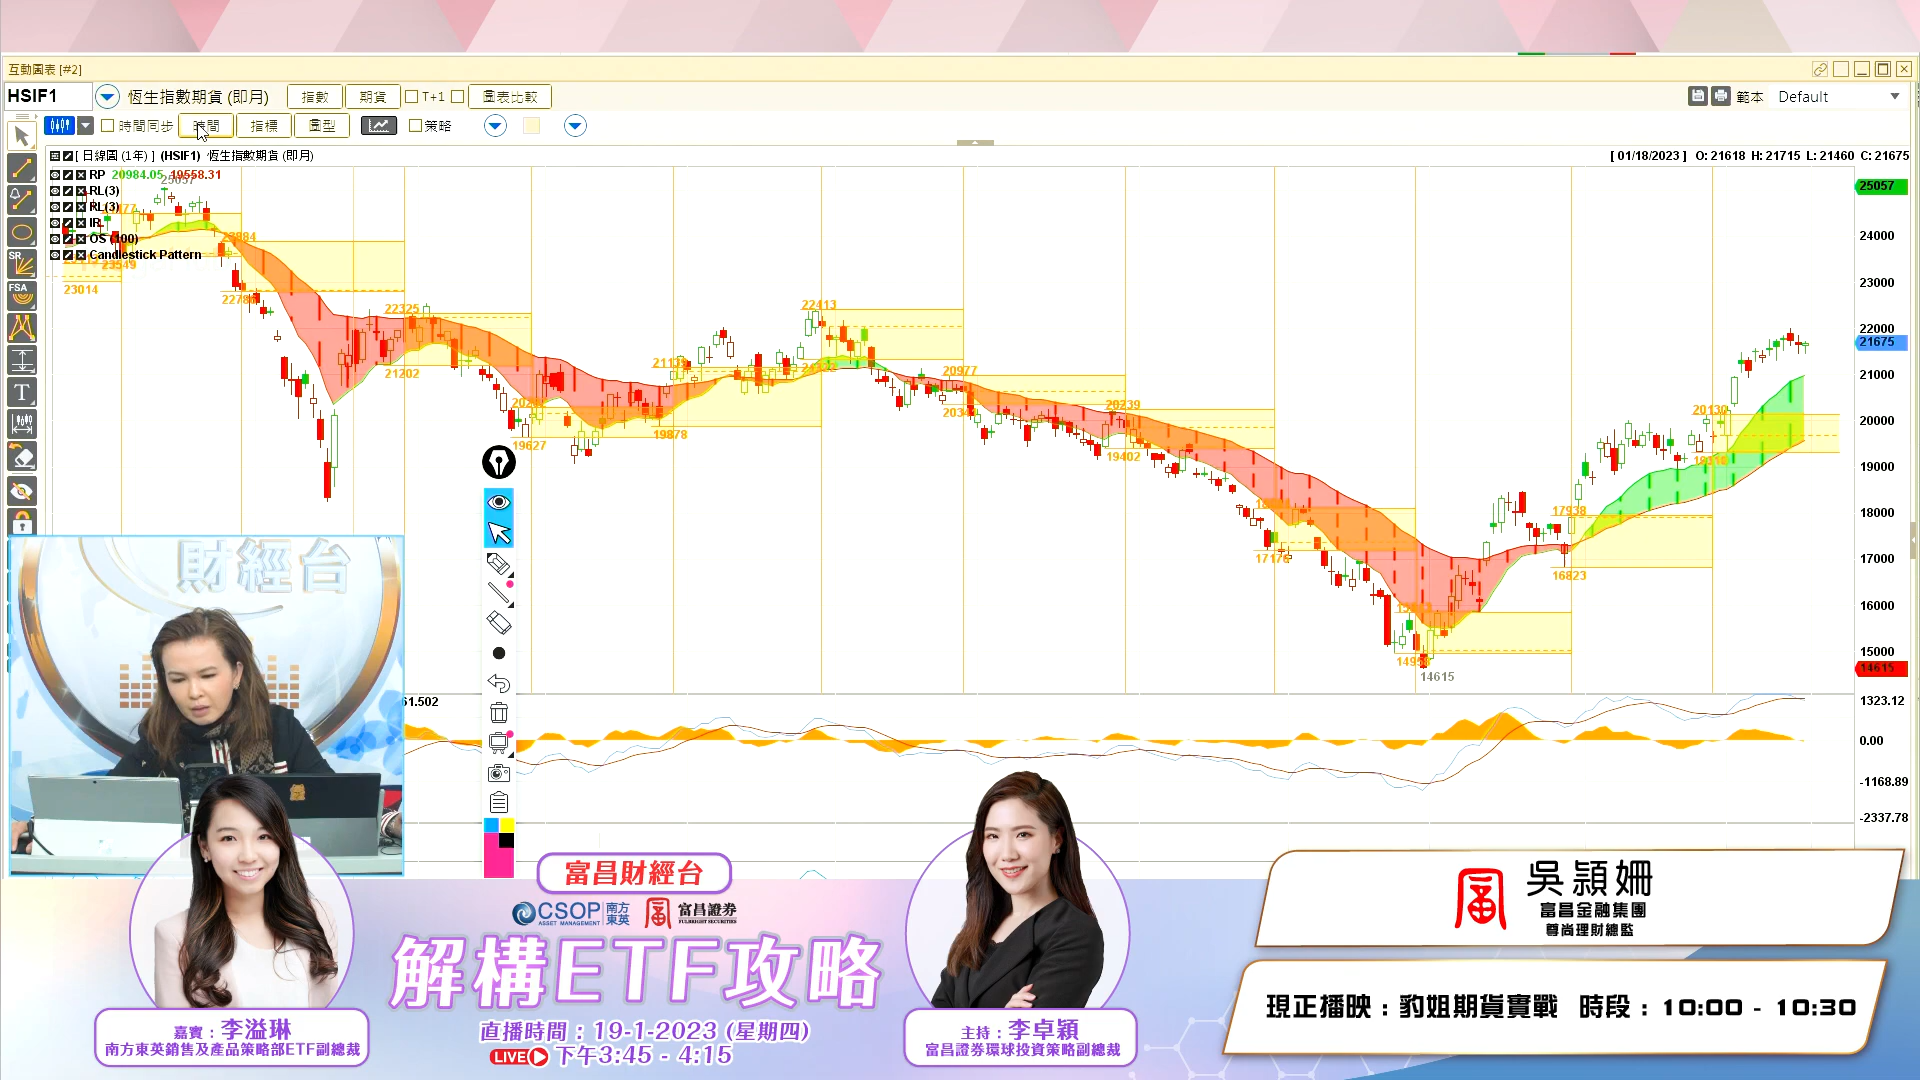 互動圖表 [#2]
HSIF1 恆生指數期貨 (即月) 指數 期貨 T+1 圖表比較 範本 Default
時間同步 時間 指標 圖型 策略
[ 日線圖 (1年) ] (HSIF1) 恆生指數期貨 (即月) [ 01/18/2023 ] O: 21618 H: 21715 L: 21460 C: 21675
RP 20984.05, 19558.31
RL(3)
RL(3)
IR
OS (100)
Candlestick Pattern
SR
FSA
T
25057
24000
23000
22000
21675
21000
20000
19000
18000
17000
16000
15000
14615
23014
22325
21202
19627
19878
22413
20977
20239
19402
17176
14615
17938
16823
20130
1323.12
0.00
-1168.89
-2337.78
財經台
富昌財經台
CSOP 南方東英
ASSET MANAGEMENT
富昌證券
FULBRIGHT SECURITIES
解構ETF攻略
直播時間 : 19-1-2023 (星期四)
LIVE 下午3:45 - 4:15
嘉賓 : 李溢琳
南方東英銷售及產品策略部ETF副總裁
主持 : 李卓穎
富昌證券環球投資策略副總裁
吳潁姍
富昌金融集團
尊尚理財總監
現正播映 : 豹姐期貨實戰 時段 : 10:00 - 10:30